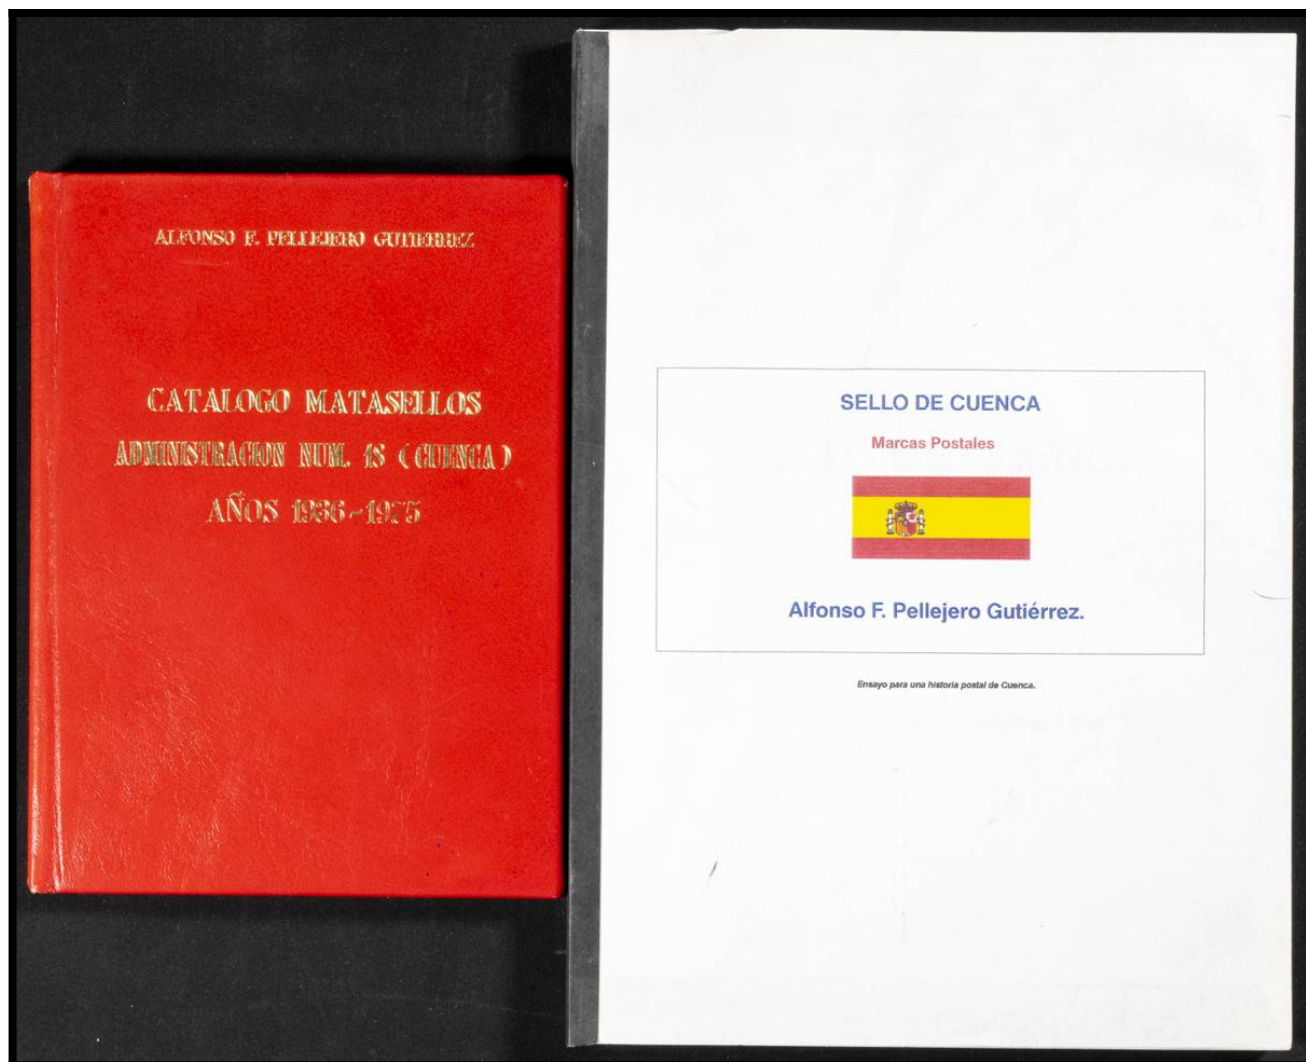 ALFONSO F. PELLEJERO GUTIERREZ
CATALOGO MATASELLOS
ADMINISTRACION NUM. 18 (CUENCA)
AÑOS 1936-1975
SELLO DE CUENCA
Marcas Postales
Alfonso F. Pellejero Gutiérrez.
Ensayo para una historia postal de Cuenca.